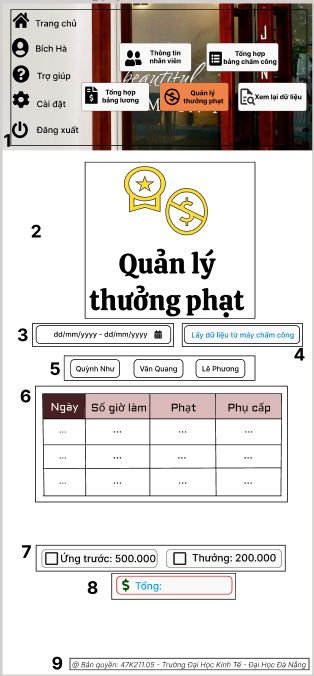 Trang chủ
Bích Hà
Trợ giúp
Cài đặt
Đăng xuất
Thông tin
nhân viên
Tổng hợp
bảng chấm công
Tổng hợp
bảng lương
Quản lý
thưởng phạt
Xem lại dữ liệu
beautiful
1
2
Quản lý
thưởng phạt
3
dd/mm/yyyy - dd/mm/yyyy
Lấy dữ liệu từ máy chấm công
4
5
Quỳnh Như
Văn Quang
Lê Phương
6
Ngày Số giờ làm Phạt Phụ cấp
... ... ... ...
... ... ... ...
... ... ... ...
7
Ứng trước: 500.000
Thưởng: 200.000
8
$ Tổng:
9
@ Bản quyền: 47K211.05 - Trường Đại Học Kinh Tế - Đại Học Đà Nẵng